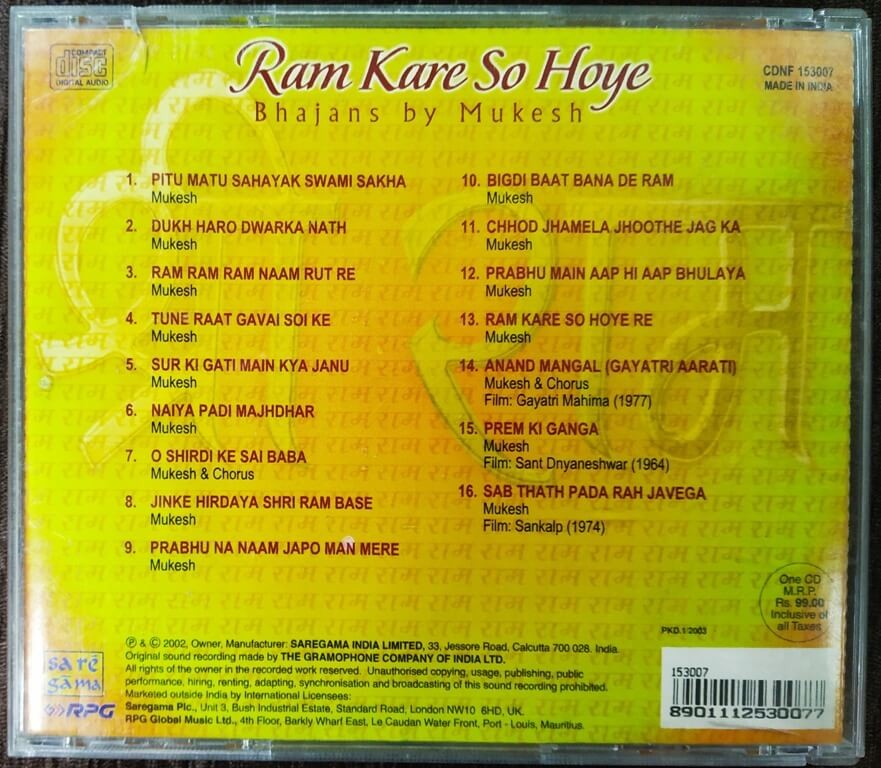 COMPACT
disc
DIGITAL AUDIO
Ram Kare So Hoye
Bhajans by Mukesh
CDNF 153007
MADE IN INDIA
1. PITU MATU SAHAYAK SWAMI SAKHA
Mukesh
2. DUKH HARO DWARKA NATH
Mukesh
3. RAM RAM RAM NAAM RUT RE
Mukesh
4. TUNE RAAT GAVAI SOI KE
Mukesh
5. SUR KI GATI MAIN KYA JANU
Mukesh
6. NAIYA PADI MAJHDHAR
Mukesh
7. O SHIRDI KE SAI BABA
Mukesh & Chorus
8. JINKE HIRDAYA SHRI RAM BASE
Mukesh
9. PRABHU NA NAAM JAPO MAN MERE
Mukesh
10. BIGDI BAAT BANA DE RAM
Mukesh
11. CHHOD JHAMELA JHOOTHE JAG KA
Mukesh
12. PRABHU MAIN AAP HI AAP BHULAYA
Mukesh
13. RAM KARE SO HOYE RE
Mukesh
14. ANAND MANGAL (GAYATRI AARATI)
Mukesh & Chorus
Film: Gayatri Mahima (1977)
15. PREM KI GANGA
Mukesh
Film: Sant Dnyaneshwar (1964)
16. SAB THATH PADA RAH JAVEGA
Mukesh
Film: Sankalp (1974)
श्री राम
One CD
M.R.P.
Rs. 99.00
Inclusive of
all Taxes
PKD.1/2003
sa re
gama
RPG
℗ & © 2002, Owner, Manufacturer: SAREGAMA INDIA LIMITED, 33, Jessore Road, Calcutta 700 028. India.
Original sound recording made by THE GRAMOPHONE COMPANY OF INDIA LTD.
All rights of the owner in the recorded work reserved. Unauthorised copying, usage, publishing, public
performance, hiring, renting, adapting, synchronisation and broadcasting of this sound recording prohibited.
Marketed outside India by International Licensees:
Saregama Plc., Unit 3, Bush Industrial Estate, Standard Road, London NW10 6HD, UK.
RPG Global Music Ltd., 4th Floor, Barkly Wharf East, Le Caudan Water Front, Port - Louis, Mauritius.
153007
8901112530077